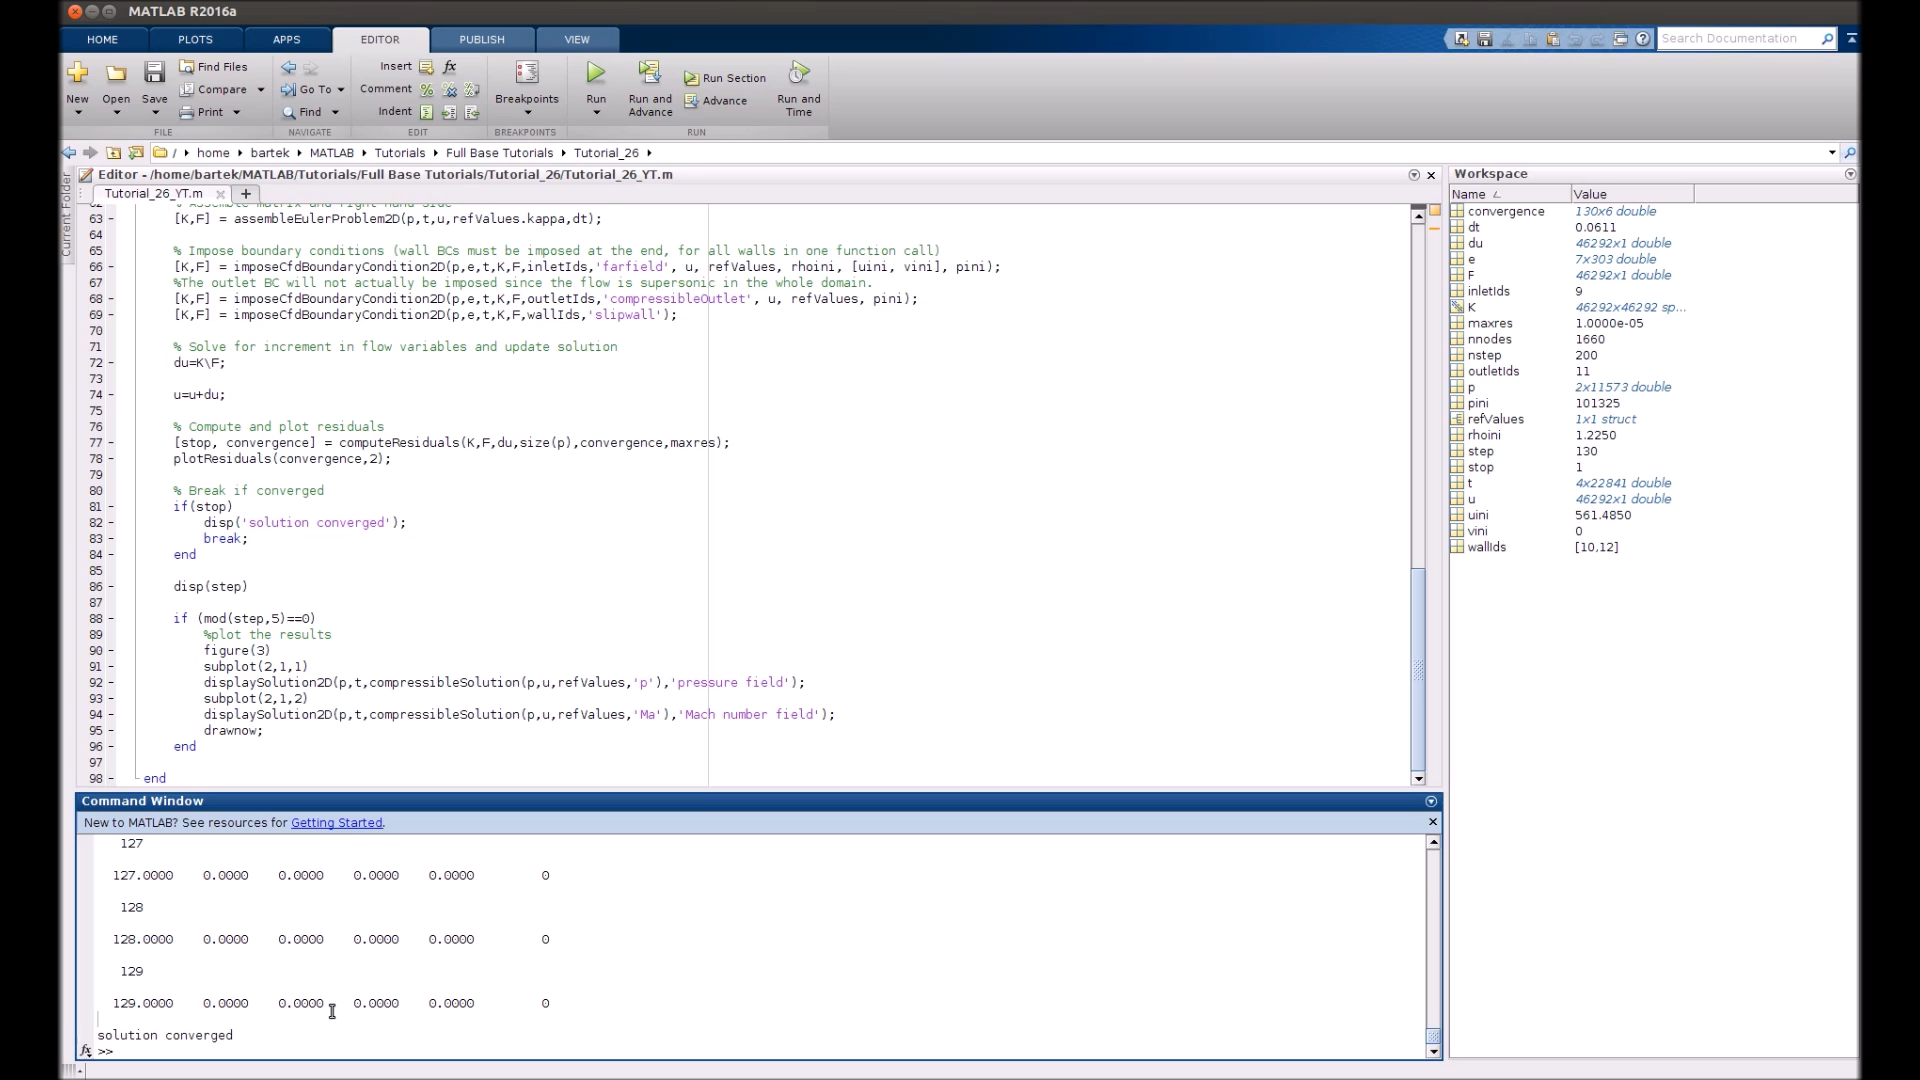 MATLAB R2016a
HOME PLOTS APPS EDITOR PUBLISH VIEW
Search Documentation
New Open Save Find Files Compare Print
Go To Find
Insert fx Comment Indent
Breakpoints
Run Run and Advance Run Section Advance Run and Time
FILE NAVIGATE EDIT BREAKPOINTS RUN
/ home bartek MATLAB Tutorials Full Base Tutorials Tutorial_26
Current Folder
Editor - /home/bartek/MATLAB/Tutorials/Full Base Tutorials/Tutorial_26/Tutorial_26_YT.m
Tutorial_26_YT.m
62 % Assemble matrix and right hand side
63 - [K,F] = assembleEulerProblem2D(p,t,u,refValues.kappa,dt);
64
65 % Impose boundary conditions (wall BCs must be imposed at the end, for all walls in one function call)
66 - [K,F] = imposeCfdBoundaryCondition2D(p,e,t,K,F,inletIds,'farfield', u, refValues, rhoini, [uini, vini], pini);
67 %The outlet BC will not actually be imposed since the flow is supersonic in the whole domain.
68 - [K,F] = imposeCfdBoundaryCondition2D(p,e,t,K,F,outletIds,'compressibleOutlet', u, refValues, pini);
69 - [K,F] = imposeCfdBoundaryCondition2D(p,e,t,K,F,wallIds,'slipwall');
70
71 % Solve for increment in flow variables and update solution
72 - du=K\F;
73
74 - u=u+du;
75
76 % Compute and plot residuals
77 - [stop, convergence] = computeResiduals(K,F,du,size(p),convergence,maxres);
78 - plotResiduals(convergence,2);
79
80 % Break if converged
81 - if(stop)
82 - disp('solution converged');
83 - break;
84 - end
85
86 - disp(step)
87
88 - if (mod(step,5)==0)
89 %plot the results
90 - figure(3)
91 - subplot(2,1,1)
92 - displaySolution2D(p,t,compressibleSolution(p,u,refValues,'p'),'pressure field');
93 - subplot(2,1,2)
94 - displaySolution2D(p,t,compressibleSolution(p,u,refValues,'Ma'),'Mach number field');
95 - drawnow;
96 - end
97
98 - end
Command Window
New to MATLAB? See resources for Getting Started.
127
127.0000 0.0000 0.0000 0.0000 0.0000 0
128
128.0000 0.0000 0.0000 0.0000 0.0000 0
129
129.0000 0.0000 0.0000 0.0000 0.0000 0
solution converged
fx >>
Workspace
Name Value
convergence 130x6 double
dt 0.0611
du 46292x1 double
e 7x303 double
F 46292x1 double
inletIds 9
K 46292x46292 sp...
maxres 1.0000e-05
nnodes 1660
nstep 200
outletIds 11
p 2x11573 double
pini 101325
refValues 1x1 struct
rhoini 1.2250
step 130
stop 1
t 4x22841 double
u 46292x1 double
uini 561.4850
vini 0
wallIds [10,12]